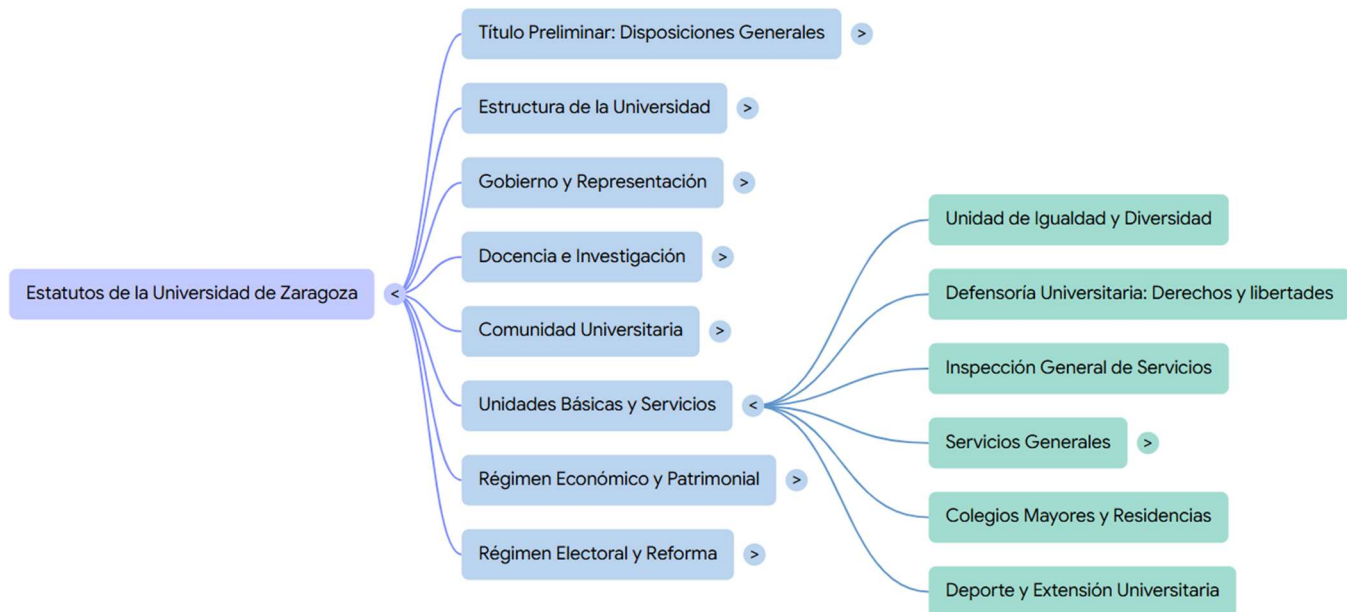 Estatutos de la Universidad de Zaragoza
<
Título Preliminar: Disposiciones Generales
>
Estructura de la Universidad
>
Gobierno y Representación
>
Docencia e Investigación
>
Comunidad Universitaria
>
Unidades Básicas y Servicios
<
Unidad de Igualdad y Diversidad
Defensoría Universitaria: Derechos y libertades
Inspección General de Servicios
Servicios Generales
>
Colegios Mayores y Residencias
Deporte y Extensión Universitaria
Régimen Económico y Patrimonial
>
Régimen Electoral y Reforma
>